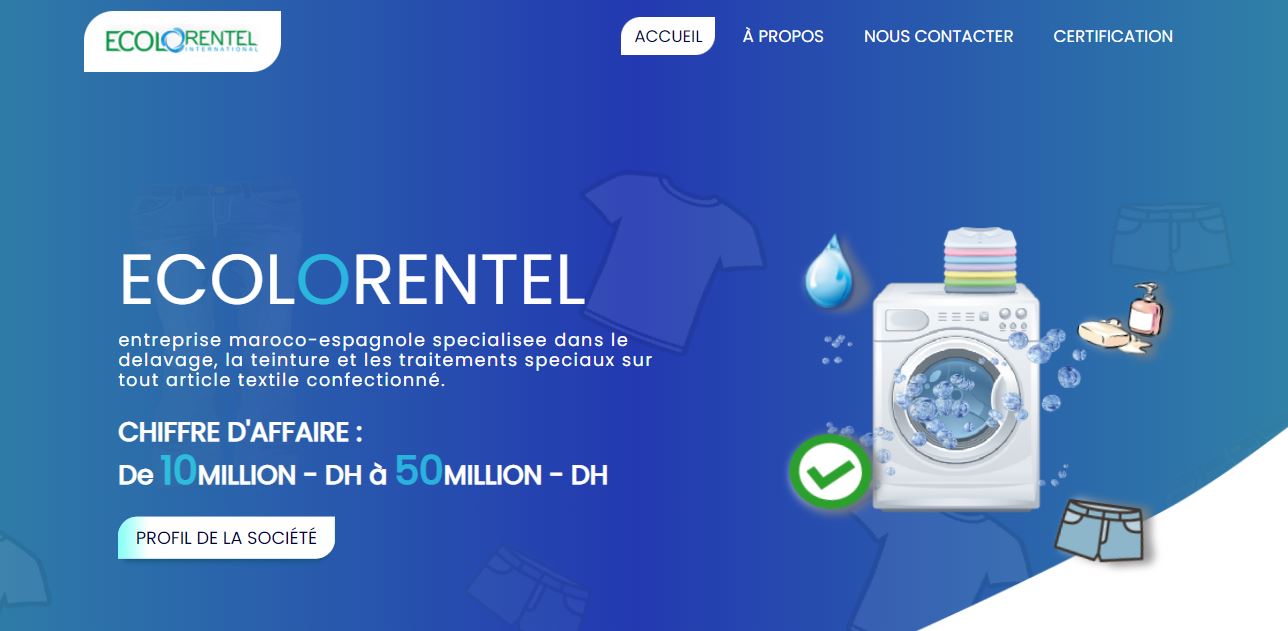 ECOLORENTEL
INTERNATIONAL
ACCUEIL
À PROPOS
NOUS CONTACTER
CERTIFICATION
ECOLORENTEL
entreprise maroco-espagnole specialisee dans le
delavage, la teinture et les traitements speciaux sur
tout article textile confectionné.
CHIFFRE D'AFFAIRE :
De 10MILLION - DH à 50MILLION - DH
PROFIL DE LA SOCIÉTÉ